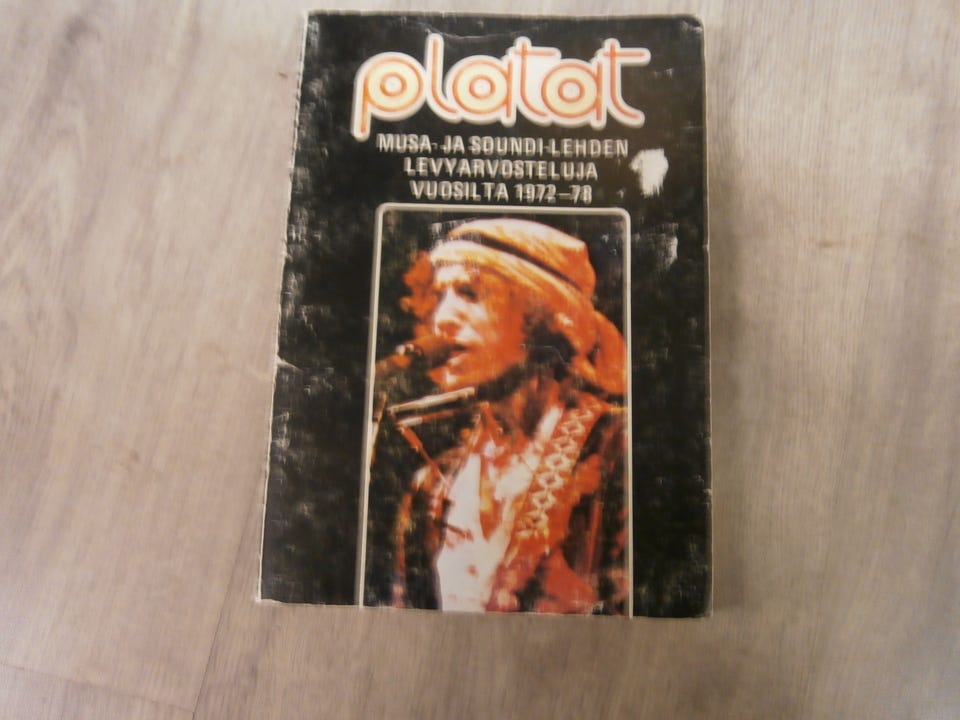 platat
MUSA- JA SOUNDI-LEHDEN
LEVYARVOSTELUJA
VUOSILTA 1972–78